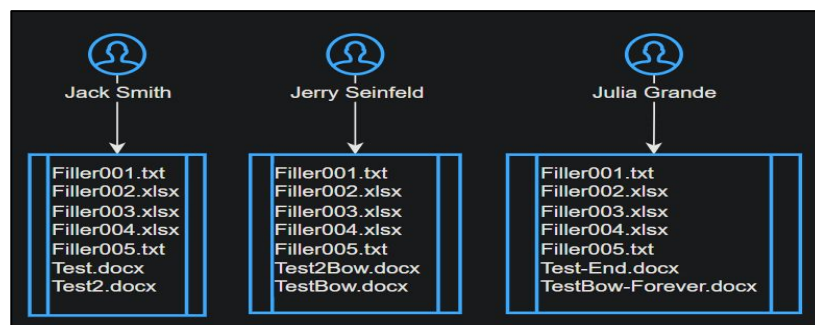 Jack Smith
Filler001.txt
Filler002.xlsx
Filler003.xlsx
Filler004.xlsx
Filler005.txt
Test.docx
Test2.docx
Jerry Seinfeld
Filler001.txt
Filler002.xlsx
Filler003.xlsx
Filler004.xlsx
Filler005.txt
Test2Bow.docx
TestBow.docx
Julia Grande
Filler001.txt
Filler002.xlsx
Filler003.xlsx
Filler004.xlsx
Filler005.txt
Test-End.docx
TestBow-Forever.docx